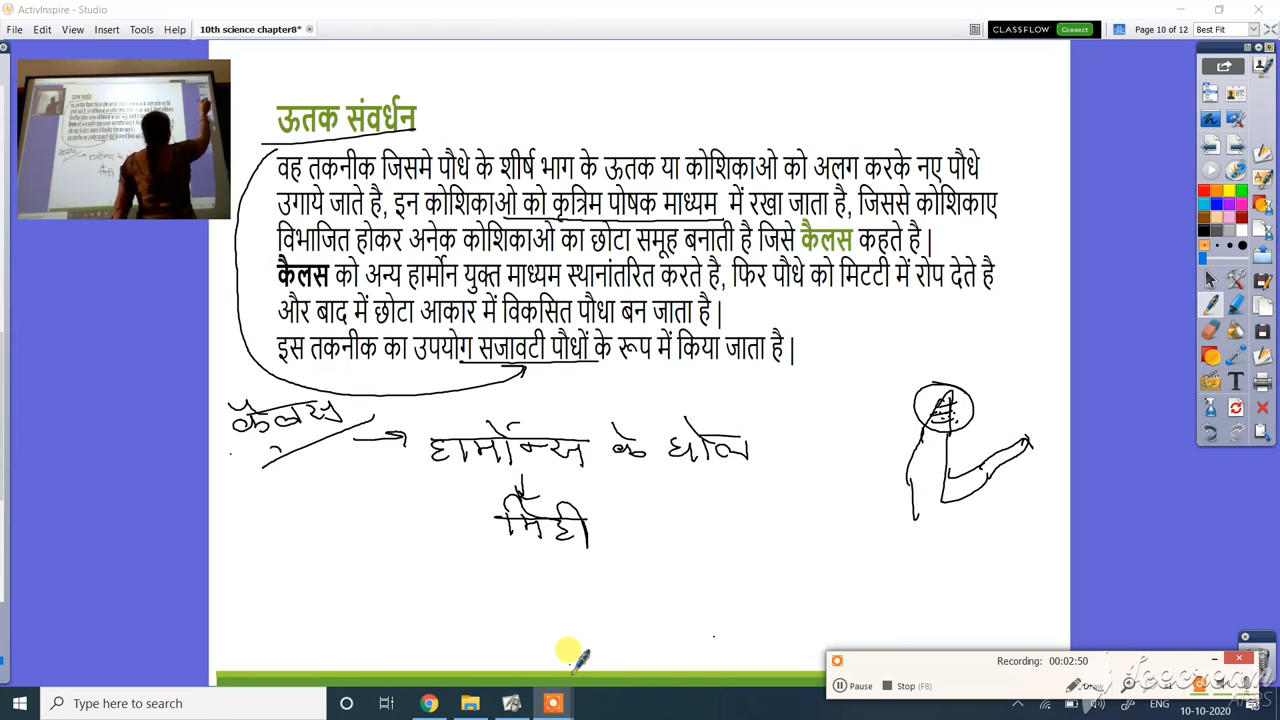 ActivInspire - Studio
File Edit View Insert Tools Help
10th science chapter8*
CLASSFLOW Connect
Page 10 of 12
Best Fit
ऊतक संवर्धन
वह तकनीक जिसमे पौधे के शीर्ष भाग के ऊतक या कोशिकाओ को अलग करके नए पौधे
उगाये जाते है, इन कोशिकाओ को कृत्रिम पोषक माध्यम में रखा जाता है, जिससे कोशिकाए
विभाजित होकर अनेक कोशिकाओ का छोटा समूह बनाती है जिसे कैलस कहते है|
कैलस को अन्य हार्मोन युक्त माध्यम स्थानांतरित करते है, फिर पौधे को मिटटी में रोप देते है
और बाद में छोटा आकार में विकसित पौधा बन जाता है|
इस तकनीक का उपयोग सजावटी पौधों के रूप में किया जाता है|
कैलस
हार्मोन्स के घोल
Recording: 00:02:50
Pause Stop (F8) Draw
Type here to search
ENG
10-10-2020